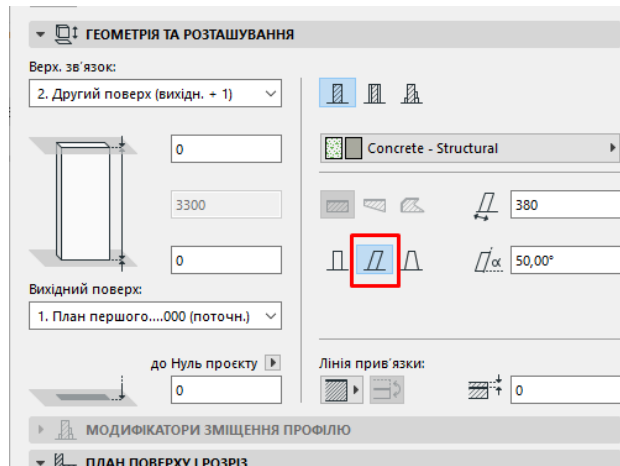 ГЕОМЕТРІЯ ТА РОЗТАШУВАННЯ
Верх. зв'язок:
2. Другий поверх (вихідн. + 1)
0
Concrete - Structural
3300
380
0
α 50,00°
Вихідний поверх:
1. План першого....000 (поточн.)
до Нуль проєкту
Лінія прив'язки:
0
0
МОДИФІКАТОРИ ЗМІЩЕННЯ ПРОФІЛЮ
ПЛАН ПОВЕРХУ І РОЗРІЗ